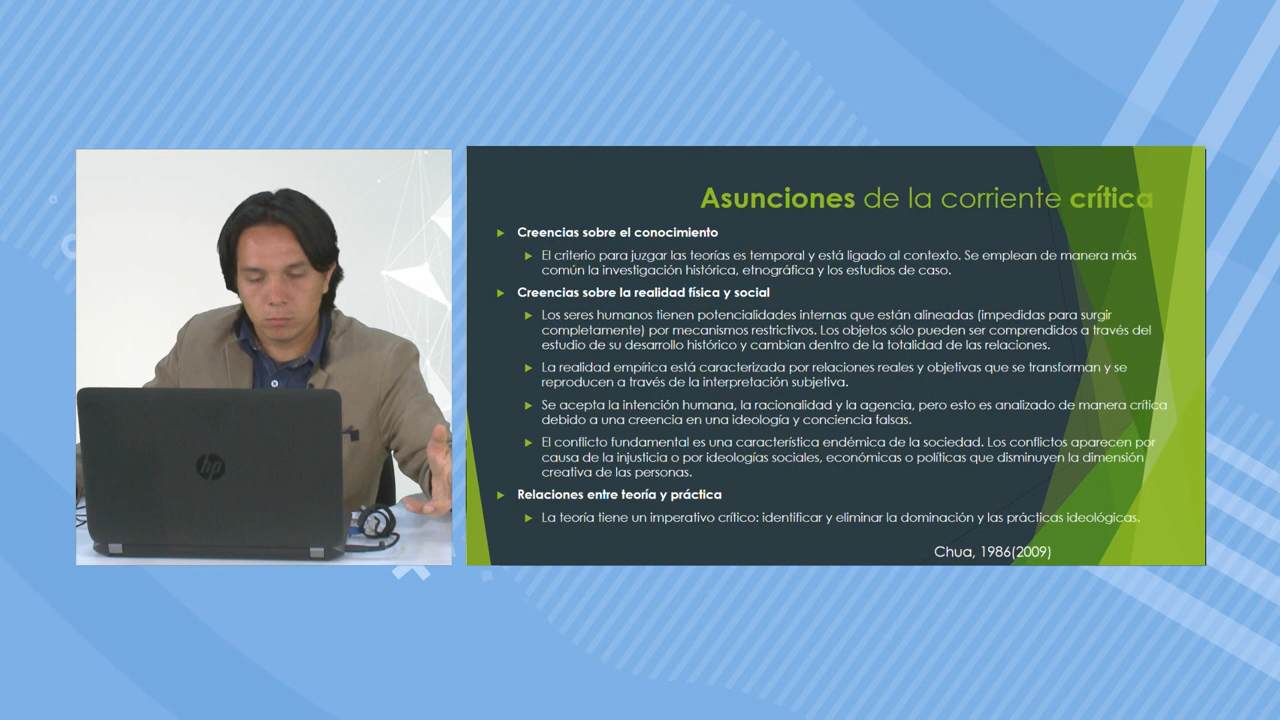 Asunciones de la corriente crítica
Creencias sobre el conocimiento
El criterio para juzgar las teorías es temporal y está ligado al contexto. Se emplean de manera más
común la investigación histórica, etnográfica y los estudios de caso.
Creencias sobre la realidad física y social
Los seres humanos tienen potencialidades internas que están alineadas (impedidas para surgir
completamente) por mecanismos restrictivos. Los objetos sólo pueden ser comprendidos a través del
estudio de su desarrollo histórico y cambian dentro de la totalidad de las relaciones.
La realidad empírica está caracterizada por relaciones reales y objetivas que se transforman y se
reproducen a través de la interpretación subjetiva.
Se acepta la intención humana, la racionalidad y la agencia, pero esto es analizado de manera crítica
debido a una creencia en una ideología y conciencia falsas.
El conflicto fundamental es una característica endémica de la sociedad. Los conflictos aparecen por
causa de la injusticia o por ideologías sociales, económicas o políticas que disminuyen la dimensión
creativa de las personas.
Relaciones entre teoría y práctica
La teoría tiene un imperativo crítico: identificar y eliminar la dominación y las prácticas ideológicas.
Chua, 1986(2009)
hp